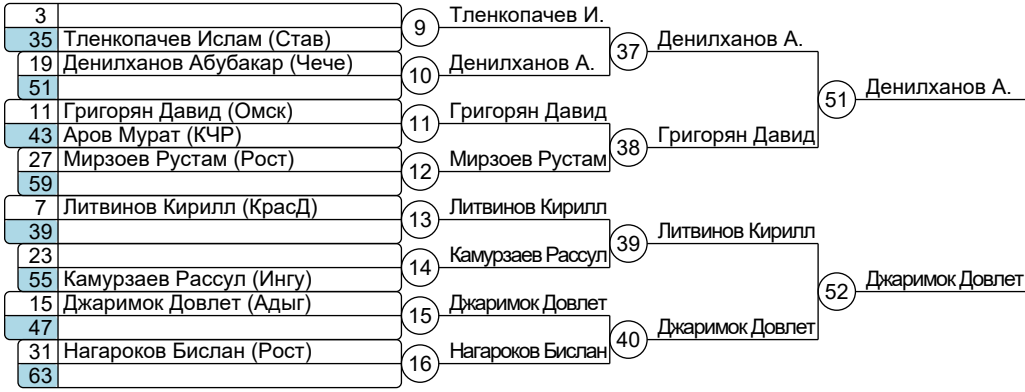 3
35 Тленкопачев Ислам (Став)
9
Тленкопачев И.
19 Денилханов Абубакар (Чече)
51
10
Денилханов А.
37
Денилханов А.
11 Григорян Давид (Омск)
43 Аров Мурат (КЧР)
11
Григорян Давид
27 Мирзоев Рустам (Рост)
59
12
Мирзоев Рустам
38
Григорян Давид
51
Денилханов А.
7 Литвинов Кирилл (КрасД)
39
13
Литвинов Кирилл
23
55 Камурзаев Рассул (Ингу)
14
Камурзаев Рассул
39
Литвинов Кирилл
15 Джаримок Довлет (Адыг)
47
15
Джаримок Довлет
31 Нагароков Бислан (Рост)
63
16
Нагароков Бислан
40
Джаримок Довлет
52
Джаримок Довлет